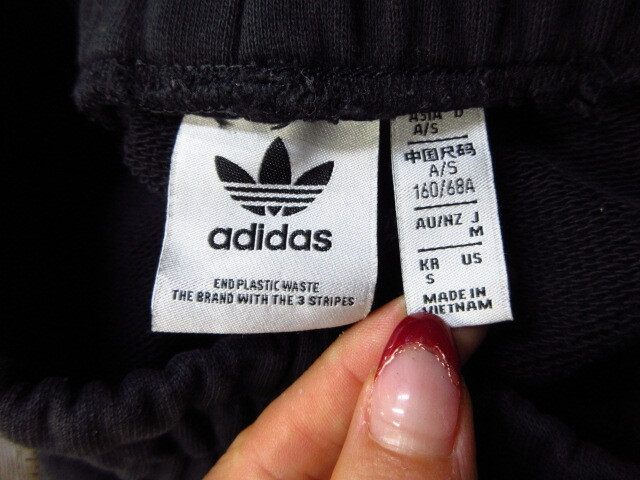 adidas
END PLASTIC WASTE
THE BRAND WITH THE 3 STRIPES
ASIA D
A/S
中国尺码
A/S
160/68A
AU/NZ J
M
KR US
S
MADE IN
VIETNAM